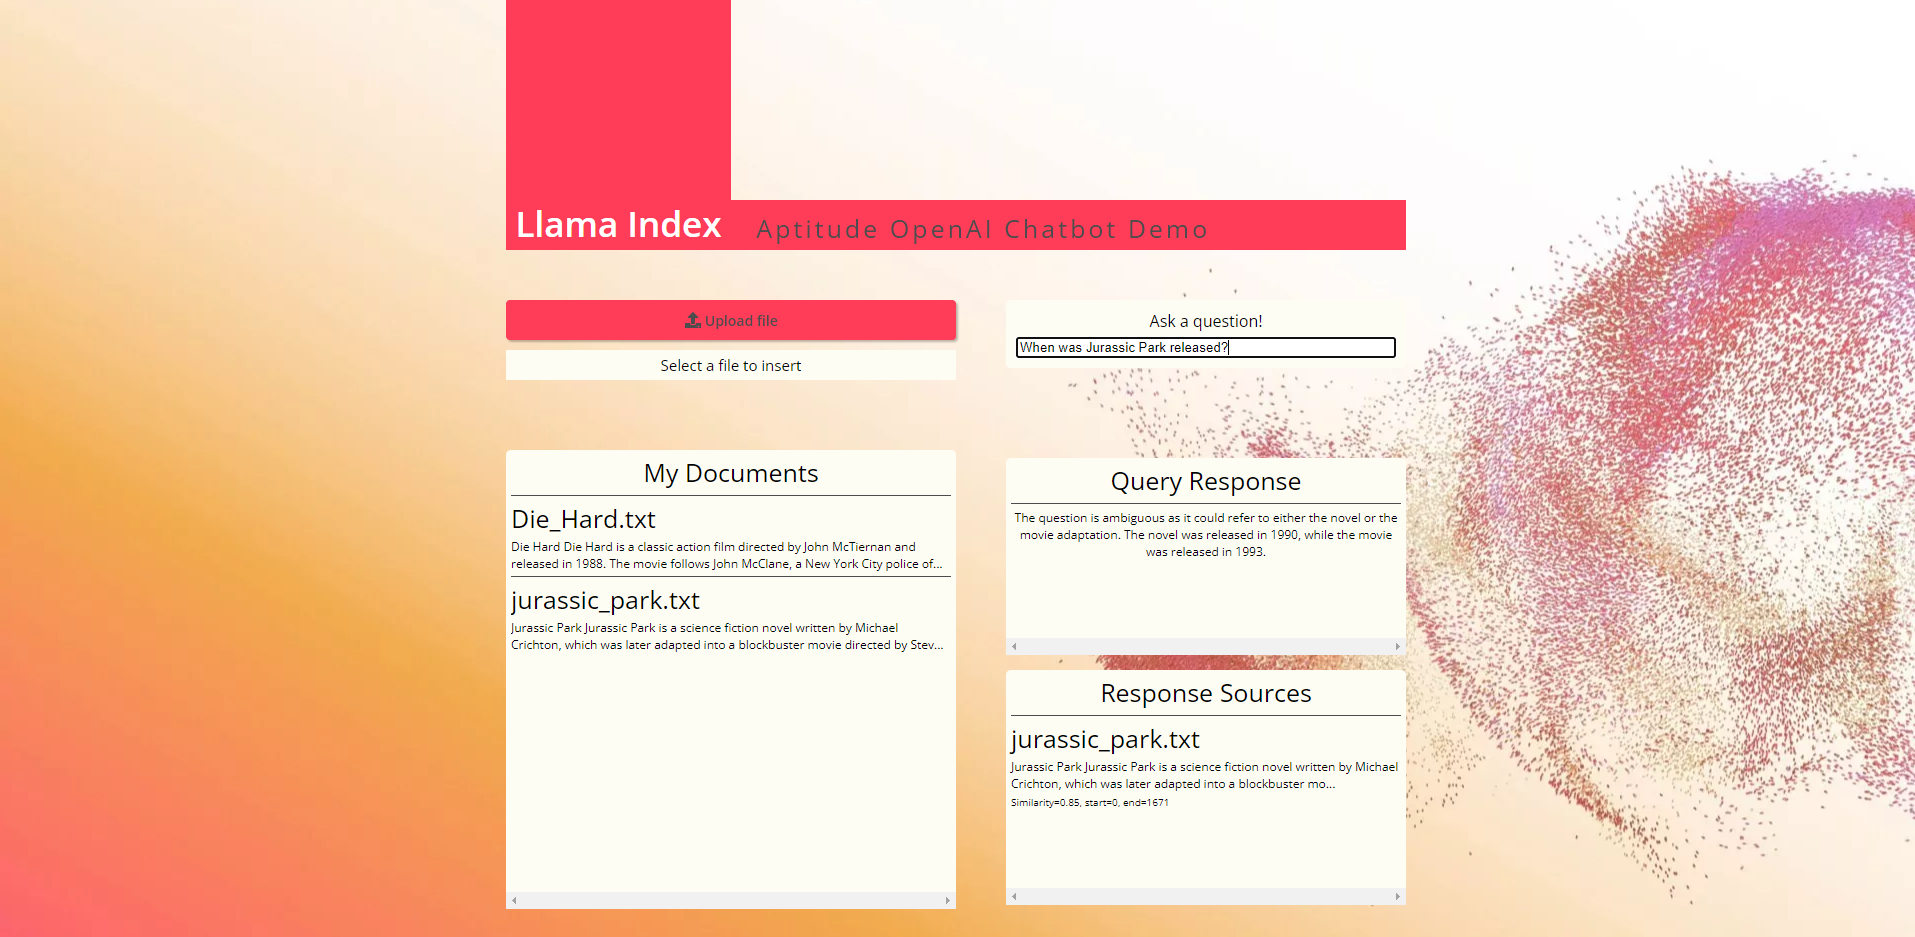 Llama Index
Aptitude OpenAI Chatbot Demo
Upload file
Select a file to insert
Ask a question!
When was Jurassic Park released?
My Documents
Die_Hard.txt
Die Hard Die Hard is a classic action film directed by John McTiernan and
released in 1988. The movie follows John McClane, a New York City police of...
jurassic_park.txt
Jurassic Park Jurassic Park is a science fiction novel written by Michael
Crichton, which was later adapted into a blockbuster movie directed by Stev...
Query Response
The question is ambiguous as it could refer to either the novel or the
movie adaptation. The novel was released in 1990, while the movie
was released in 1993.
Response Sources
jurassic_park.txt
Jurassic Park Jurassic Park is a science fiction novel written by Michael
Crichton, which was later adapted into a blockbuster mo...
Similarity=0.85, start=0, end=1671